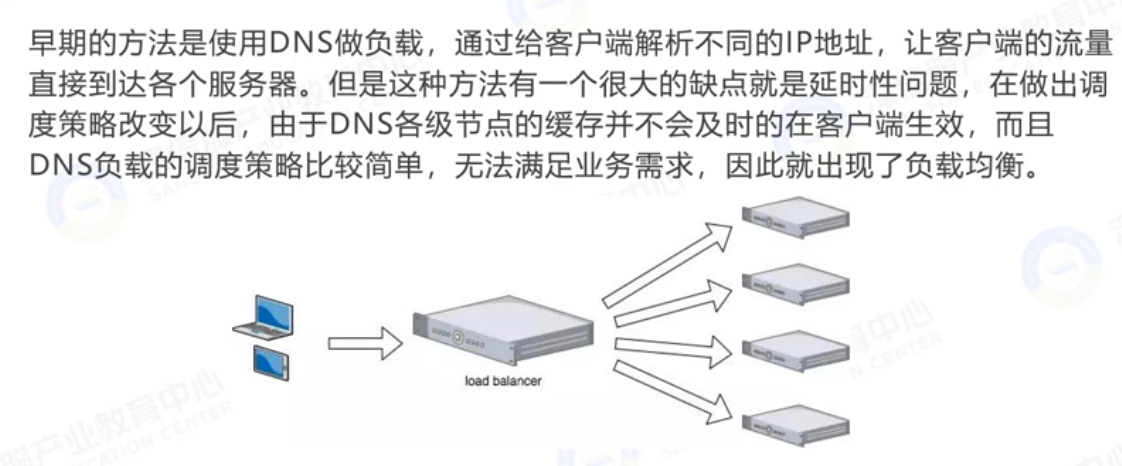 早期的方法是使用DNS做负载，通过给客户端解析不同的IP地址，让客户端的流量
直接到达各个服务器。但是这种方法有一个很大的缺点就是延时性问题，在做出调
度策略改变以后，由于DNS各级节点的缓存并不会及时的在客户端生效，而且
DNS负载的调度策略比较简单，无法满足业务需求，因此就出现了负载均衡。
load balancer